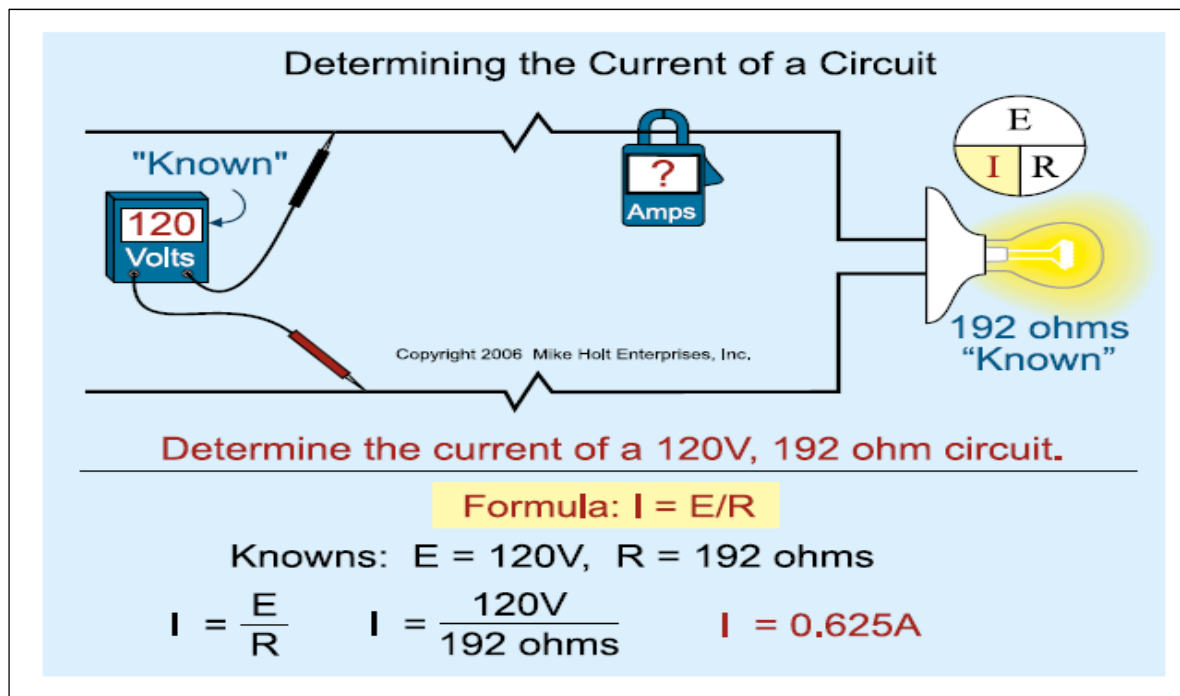 Determining the Current of a Circuit
"Known"
120
Volts
?
Amps
E
I R
192 ohms
“Known”
Copyright 2006 Mike Holt Enterprises, Inc.
Determine the current of a 120V, 192 ohm circuit.
Formula: I = E/R
Knowns: E = 120V, R = 192 ohms
I = E/R I = 120V/192 ohms I = 0.625A